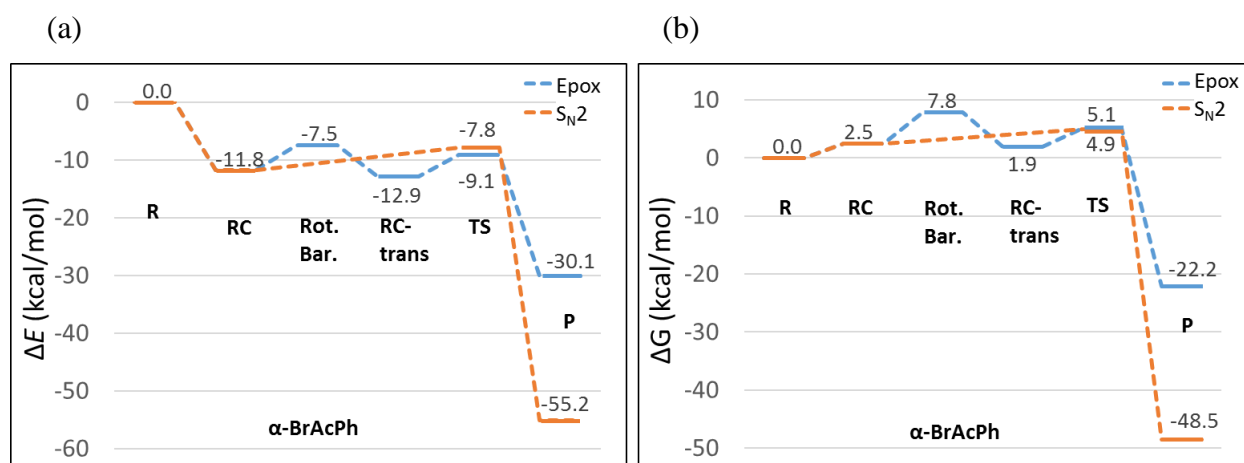 (a)
Epox
S_N2
0
-10
-20
-30
-40
-50
-60
ΔE (kcal/mol)
0.0
-11.8
-7.5
-12.9
-7.8
-9.1
-30.1
-55.2
R
RC
Rot.
Bar.
RC-
trans
TS
P
α-BrAcPh
(b)
Epox
S_N2
10
0
-10
-20
-30
-40
-50
ΔG (kcal/mol)
0.0
2.5
7.8
1.9
5.1
4.9
-22.2
-48.5
R
RC
Rot.
Bar.
RC-
trans
TS
P
α-BrAcPh